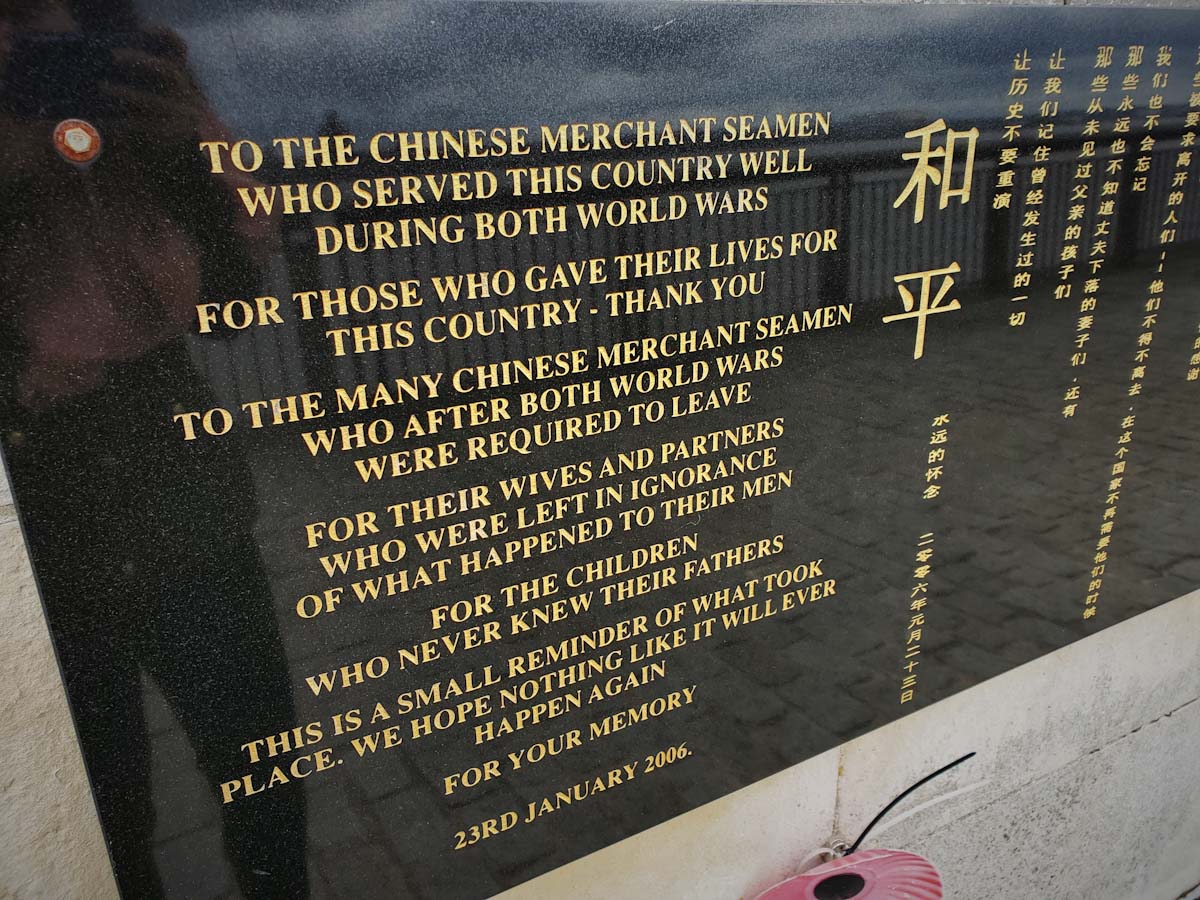 TO THE CHINESE MERCHANT SEAMEN
WHO SERVED THIS COUNTRY WELL
DURING BOTH WORLD WARS
FOR THOSE WHO GAVE THEIR LIVES FOR
THIS COUNTRY - THANK YOU
TO THE MANY CHINESE MERCHANT SEAMEN
WHO AFTER BOTH WORLD WARS
WERE REQUIRED TO LEAVE
FOR THEIR WIVES AND PARTNERS
WHO WERE LEFT IN IGNORANCE
OF WHAT HAPPENED TO THEIR MEN
FOR THE CHILDREN
WHO NEVER KNEW THEIR FATHERS
THIS IS A SMALL REMINDER OF WHAT TOOK
PLACE. WE HOPE NOTHING LIKE IT WILL EVER
HAPPEN AGAIN
FOR YOUR MEMORY
23RD JANUARY 2006.
感谢
些被要求离开的人们--他们不得不离去，在这个国家不再需要他们的时候
我们也不会忘记
那些永远也不知道丈夫下落的妻子们，还有
那些从未见过父亲的孩子们
让我们记住曾经发生过的一切
让历史不要重演
和平
永远的怀念 二零零六年元月二十三日